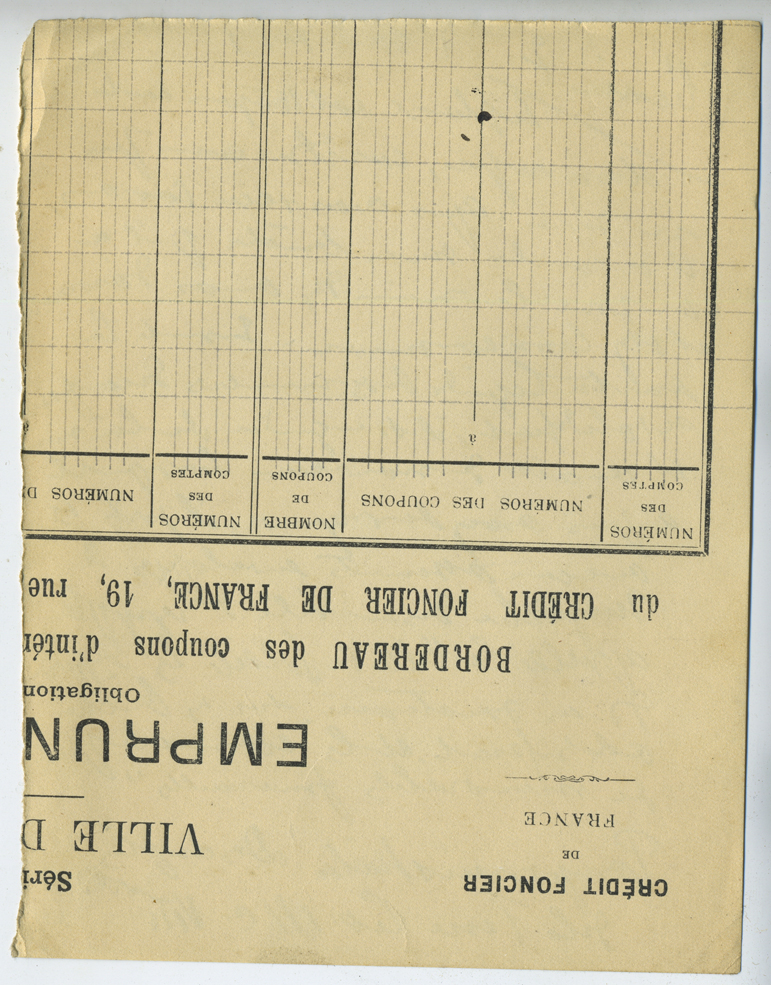 CRÉDIT FONCIER
DE
FRANCE
Séri
VILLE D
EMPRUN
Obligation
BORDEREAU des coupons d'intér
du CRÉDIT FONCIER DE FRANCE, 19, rue
NUMÉROS DES COMPTES
NUMÉROS DES COUPONS
NOMBRE DE COUPONS
NUMÉROS DES COMPTES
NUMÉROS D
à